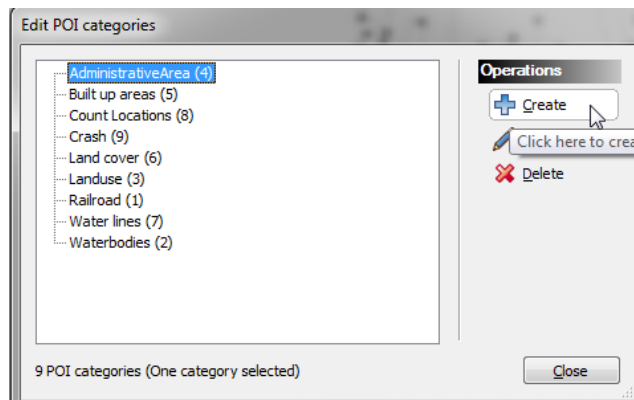 Edit POI categories
AdministrativeArea (4)
Built up areas (5)
Count Locations (8)
Crash (9)
Land cover (6)
Landuse (3)
Railroad (1)
Water lines (7)
Waterbodies (2)
Operations
Create
Click here to crea
Delete
9 POI categories (One category selected)
Close